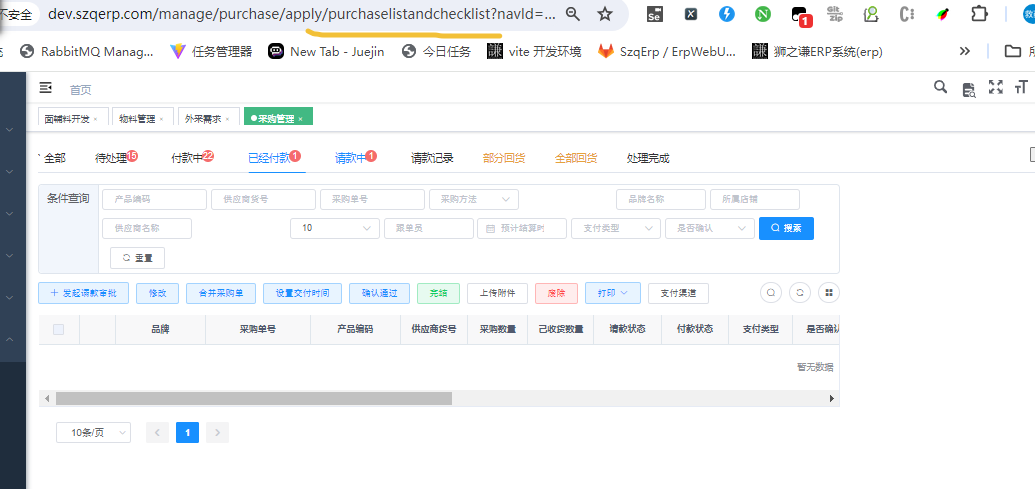 不安全 dev.szqerp.com/manage/purchase/apply/purchaselistandchecklist?navId=...
Se X N 1 Git Zip C
RabbitMQ Manag... 任务管理器 New Tab - Juejin 今日任务 vite 开发环境 SzqErp / ErpWebU... 狮之谦ERP系统(erp) »
首页
面辅料开发 × 物料管理 × 外采需求 × 采购管理 ×
全部 待处理 15 付款中 22 已经付款 1 请款中 1 请款记录 部分回货 全部回货 处理完成
条件查询 产品编码 供应商货号 采购单号 采购方法 品牌名称 所属店铺
供应商名称 10 跟单员 预计结算时 支付类型 是否确认 搜索
重置
+ 发起请款审批 修改 合并采购单 设置交付时间 确认通过 完结 上传附件 废除 打印 支付渠道
品牌 采购单号 产品编码 供应商货号 采购数量 已收货数量 请款状态 付款状态 支付类型 是否确认
暂无数据
10条/页 < 1 >